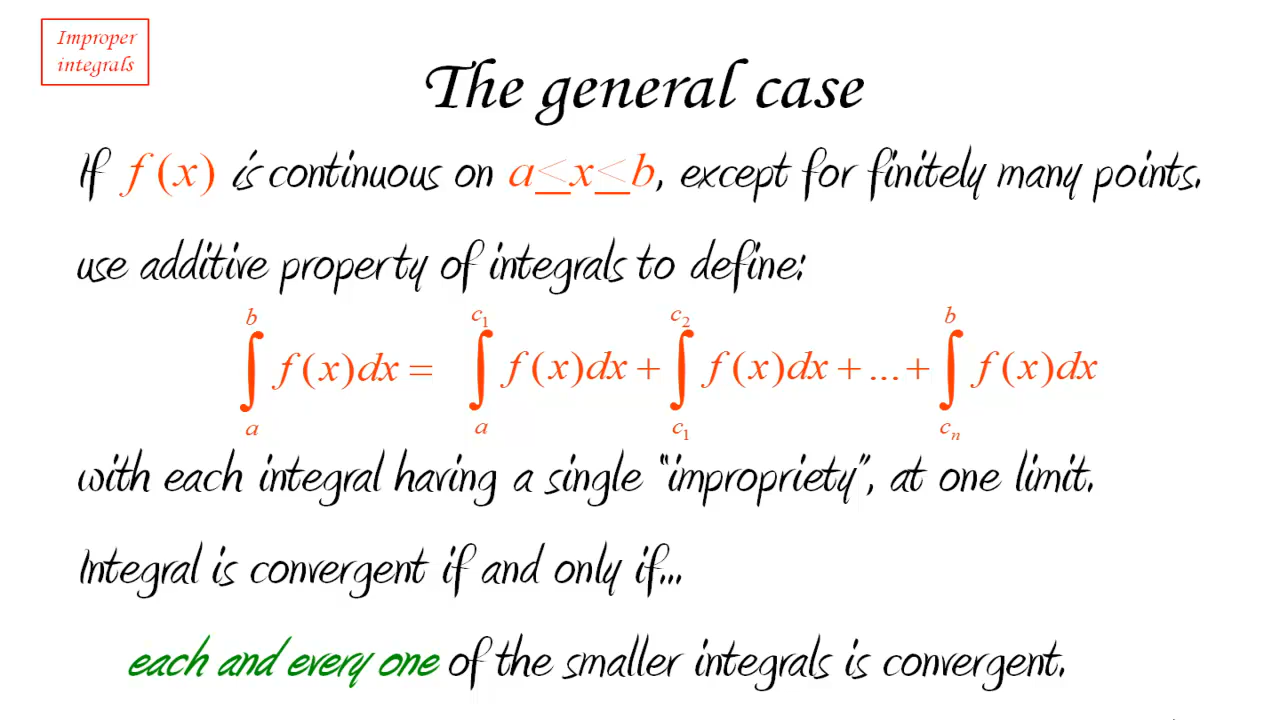 Improper
integrals
The general case
If f(x) is continuous on a≤x≤b, except for finitely many points.
use additive property of integrals to define:
∫_a^b f(x)dx = ∫_a^{c₁} f(x)dx + ∫_{c₁}^{c₂} f(x)dx + ... + ∫_{cₙ}^b f(x)dx
with each integral having a single “impropriety”, at one limit.
Integral is convergent if and only if...
each and every one of the smaller integrals is convergent.